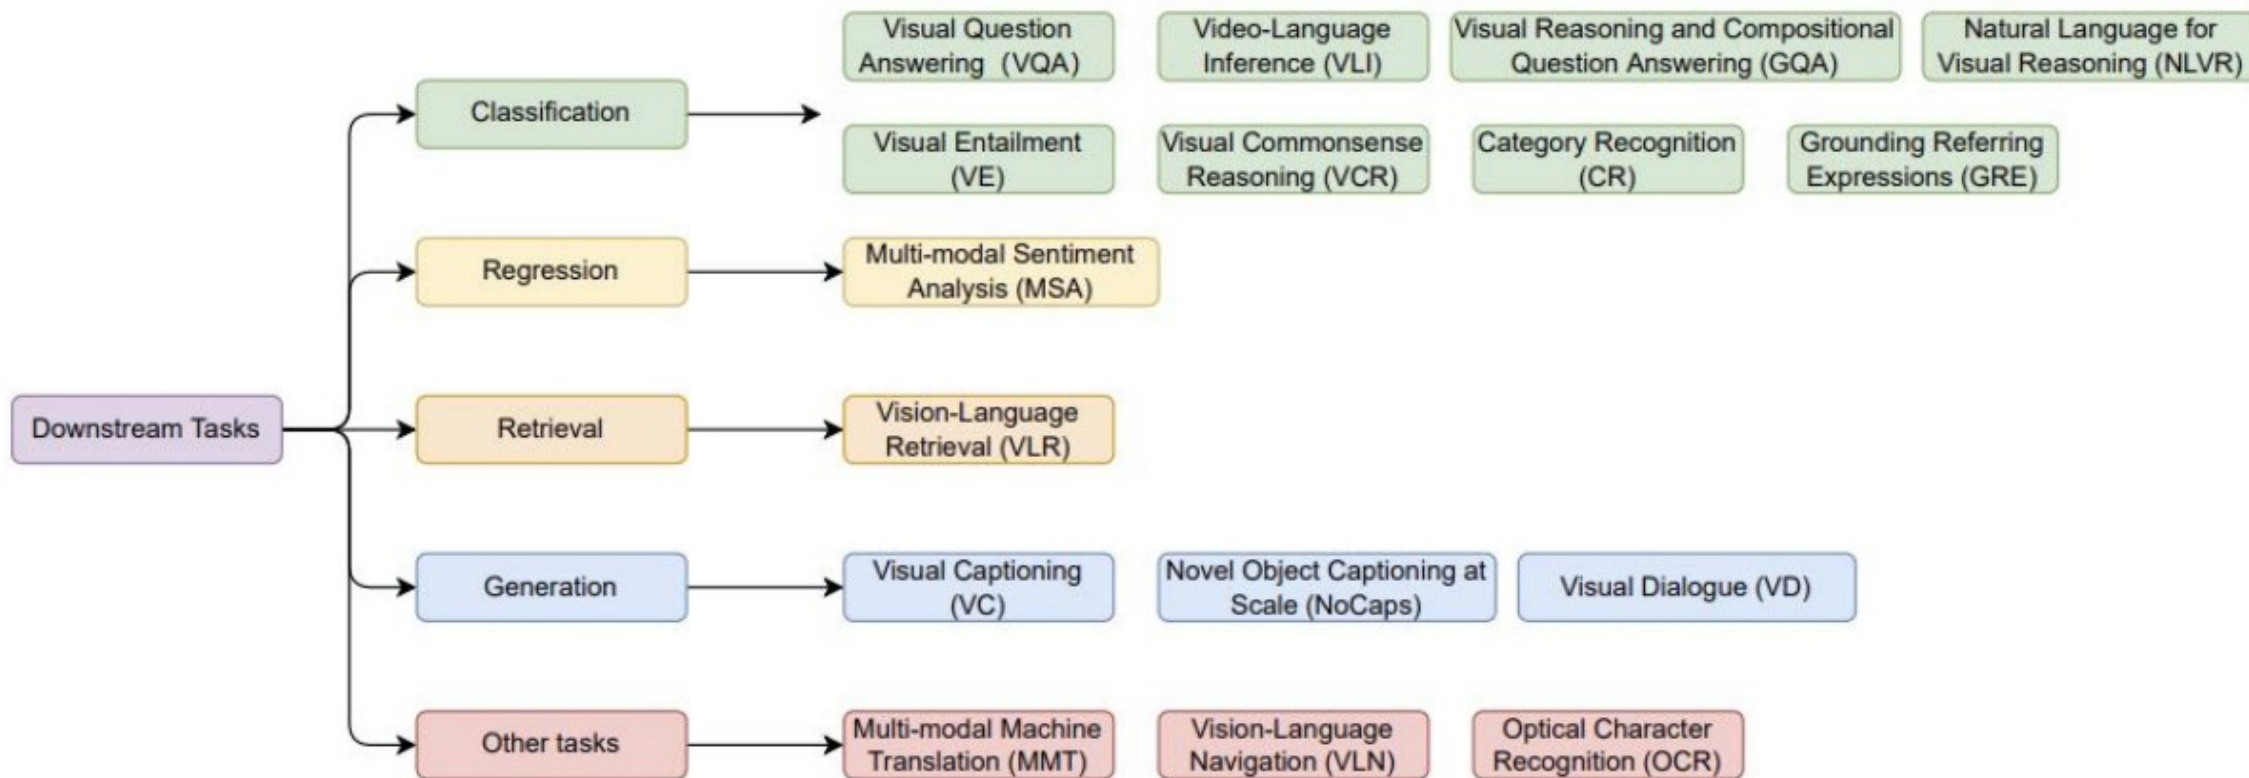 Visual Question
Answering (VQA)
Video-Language
Inference (VLI)
Visual Reasoning and Compositional
Question Answering (GQA)
Natural Language for
Visual Reasoning (NLVR)
Classification
Visual Entailment
(VE)
Visual Commonsense
Reasoning (VCR)
Category Recognition
(CR)
Grounding Referring
Expressions (GRE)
Regression
Multi-modal Sentiment
Analysis (MSA)
Downstream Tasks
Retrieval
Vision-Language
Retrieval (VLR)
Generation
Visual Captioning
(VC)
Novel Object Captioning at
Scale (NoCaps)
Visual Dialogue (VD)
Other tasks
Multi-modal Machine
Translation (MMT)
Vision-Language
Navigation (VLN)
Optical Character
Recognition (OCR)